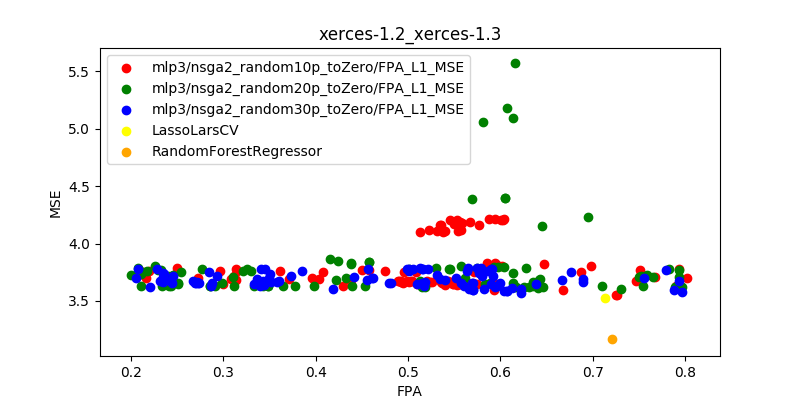 xerces-1.2_xerces-1.3
mlp3/nsga2_random10p_toZero/FPA_L1_MSE
mlp3/nsga2_random20p_toZero/FPA_L1_MSE
mlp3/nsga2_random30p_toZero/FPA_L1_MSE
LassoLarsCV
RandomForestRegressor
MSE
5.5
5.0
4.5
4.0
3.5
0.2 0.3 0.4 0.5 0.6 0.7 0.8
FPA